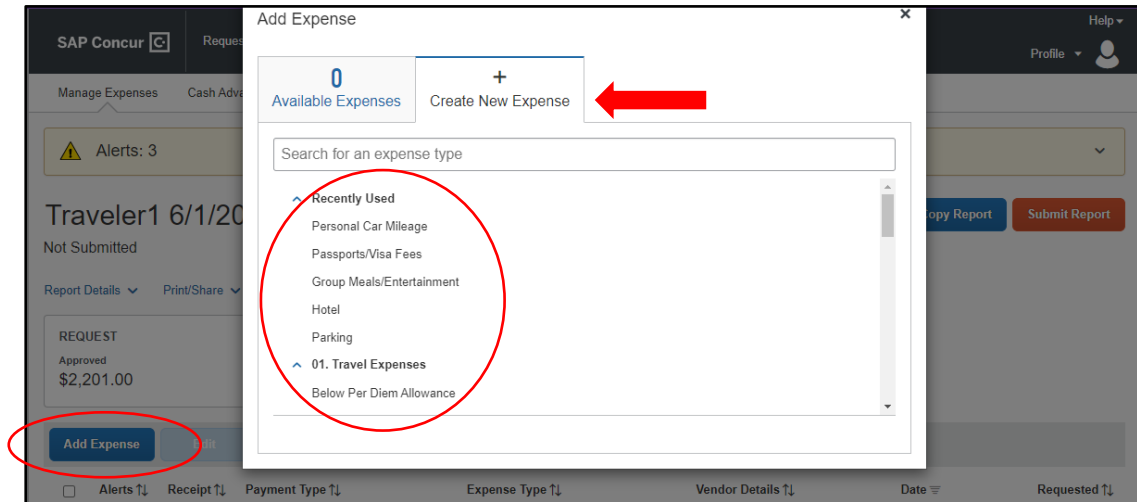 Add Expense
×
Help
SAP Concur
Reques
Profile
0
Available Expenses
+
Create New Expense
Manage Expenses
Cash Adva
Alerts: 3
Search for an expense type
Recently Used
Traveler1 6/1/20
opy Report
Submit Report
Personal Car Mileage
Not Submitted
Passports/Visa Fees
Group Meals/Entertainment
Report Details
Print/Share
Hotel
REQUEST
Parking
Approved
01. Travel Expenses
$2,201.00
Below Per Diem Allowance
Add Expense
Edit
Alerts
Receipt
Payment Type
Expense Type
Vendor Details
Date
Requested